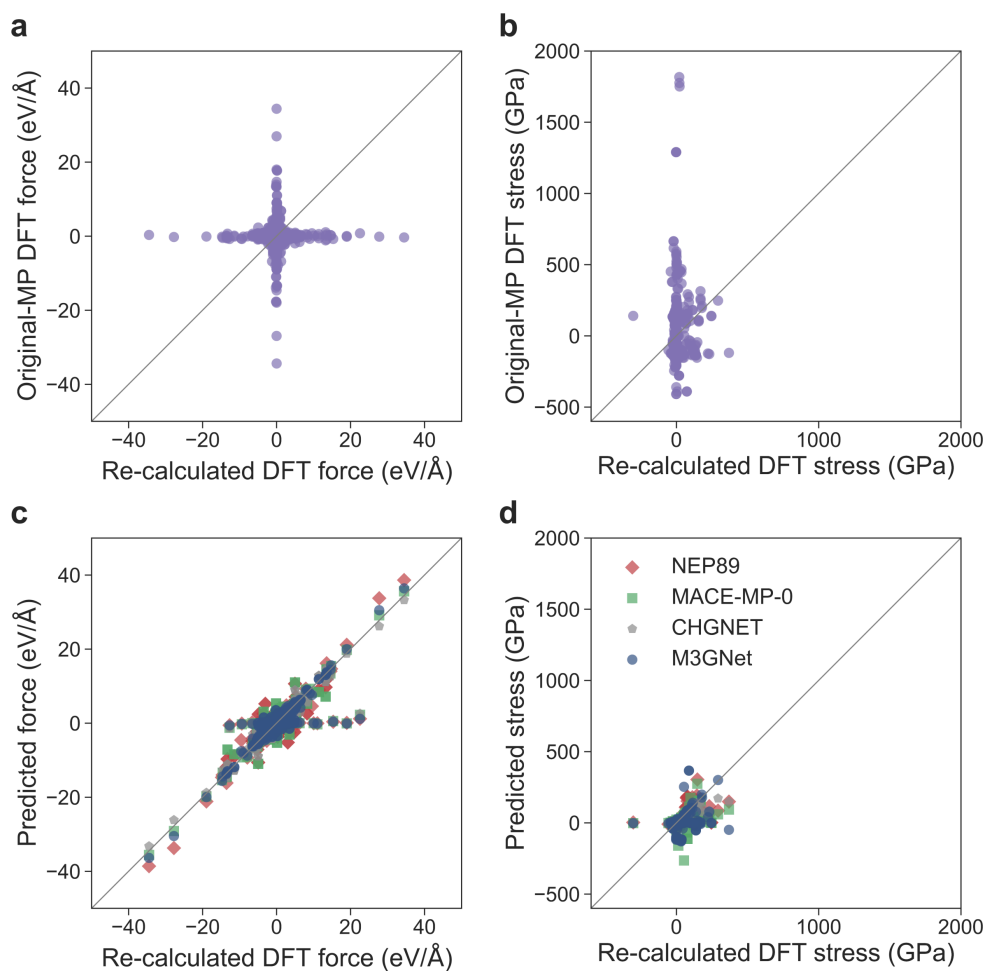 a
Original-MP DFT force (eV/Å)
40
20
0
−20
−40
−40 −20 0 20 40
Re-calculated DFT force (eV/Å)
b
Original-MP DFT stress (GPa)
2000
1500
1000
500
0
−500
0 1000 2000
Re-calculated DFT stress (GPa)
c
Predicted force (eV/Å)
40
20
0
−20
−40
−40 −20 0 20 40
Re-calculated DFT force (eV/Å)
d
Predicted stress (GPa)
2000
1500
1000
500
0
−500
NEP89
MACE-MP-0
CHGNET
M3GNet
0 1000 2000
Re-calculated DFT stress (GPa)